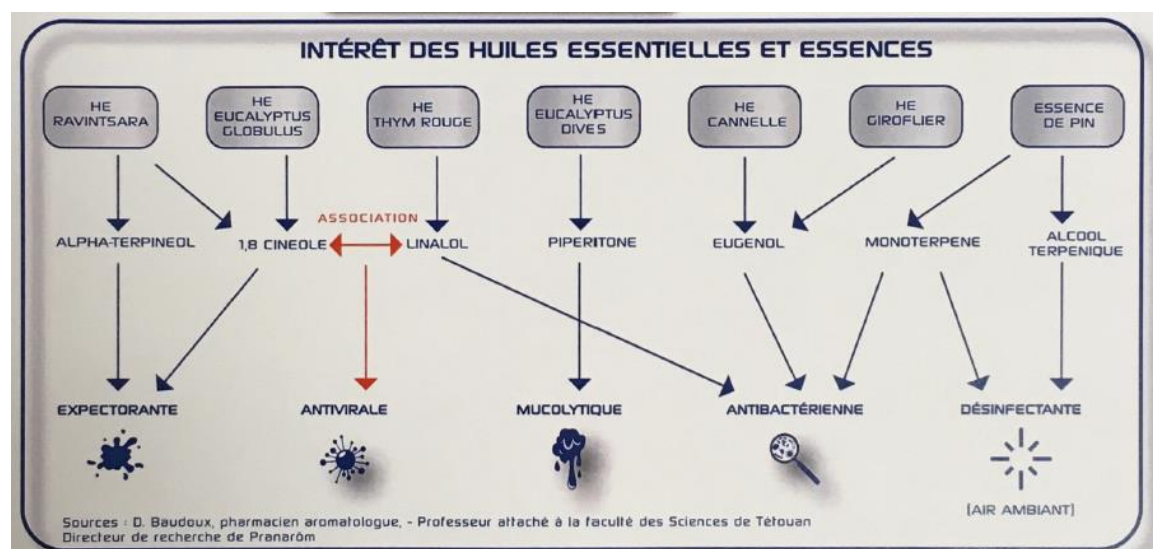 INTÉRÊT DES HUILES ESSENTIELLES ET ESSENCES
HE
RAVINTSARA
HE
EUCALYPTUS
GLOBULUS
HE
THYM ROUGE
HE
EUCALYPTUS
DIVES
HE
CANNELLE
HE
GIROFLIER
ESSENCE
DE PIN
ASSOCIATION
ALPHA-TERPINEOL
1,8 CINEOLE
LINALOL
PIPERITONE
EUGENOL
MONOTERPENE
ALCOOL
TERPENIQUE
EXPECTORANTE
ANTIVIRALE
MUCOLYTIQUE
ANTIBACTÉRIENNE
DÉSINFECTANTE
(AIR AMBIANT)
Sources : D. Baudoux, pharmacien aromatologue, - Professeur attaché à la faculté des Sciences de Tétouan
Directeur de recherche de Pranarôm